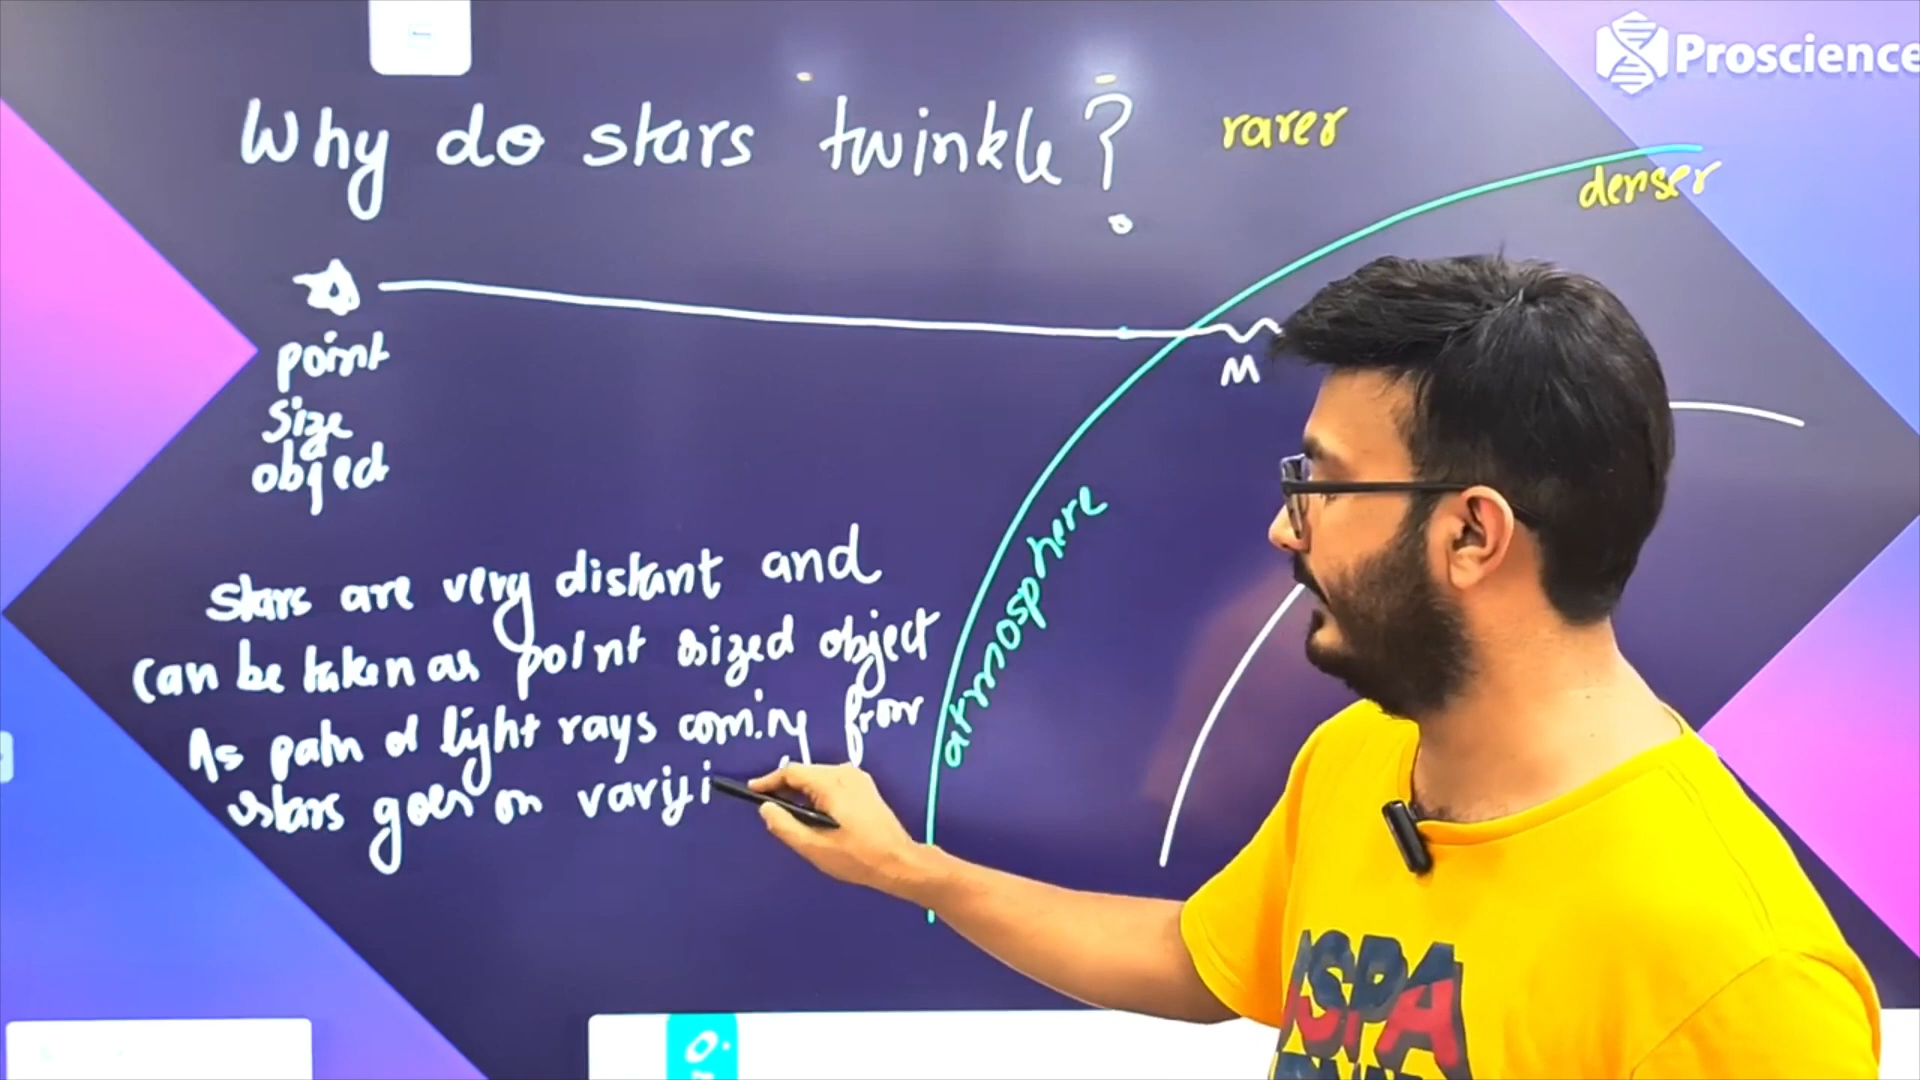 Proscience
Why do stars twinkle?
rarer
denser
point
size
object
M
atmosphere
stars are very distant and
can be taken as point sized object
As path of light rays coming from
stars goes on varyi
USPA